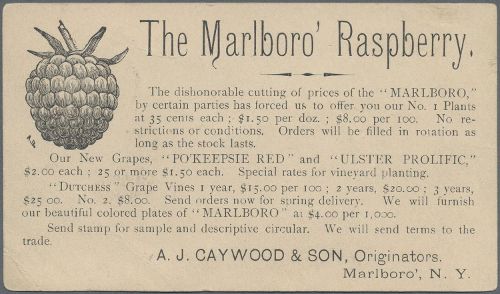 The Marlboro' Raspberry.
The dishonorable cutting of prices of the "MARLBORO,"
by certain parties has forced us to offer you our No. 1 Plants
at 35 cents each ; $1.50 per doz. ; $8.00 per 100. No re-
strictions or conditions. Orders will be filled in rotation as
long as the stock lasts.
Our New Grapes, "PO'KEEPSIE RED" and "ULSTER PROLIFIC,"
$2.00 each ; 25 or more $1.50 each. Special rates for vineyard planting.
"DUTCHESS" Grape Vines 1 year, $15.00 per 100 ; 2 years, $20.00 ; 3 years,
$25 00. No. 2, $8.00. Send orders now for spring delivery. We will furnish
our beautiful colored plates of "MARLBORO" at $4.00 per 1,000.
Send stamp for sample and descriptive circular. We will send terms to the
trade.
A. J. CAYWOOD & SON, Originators.
Marlboro', N. Y.